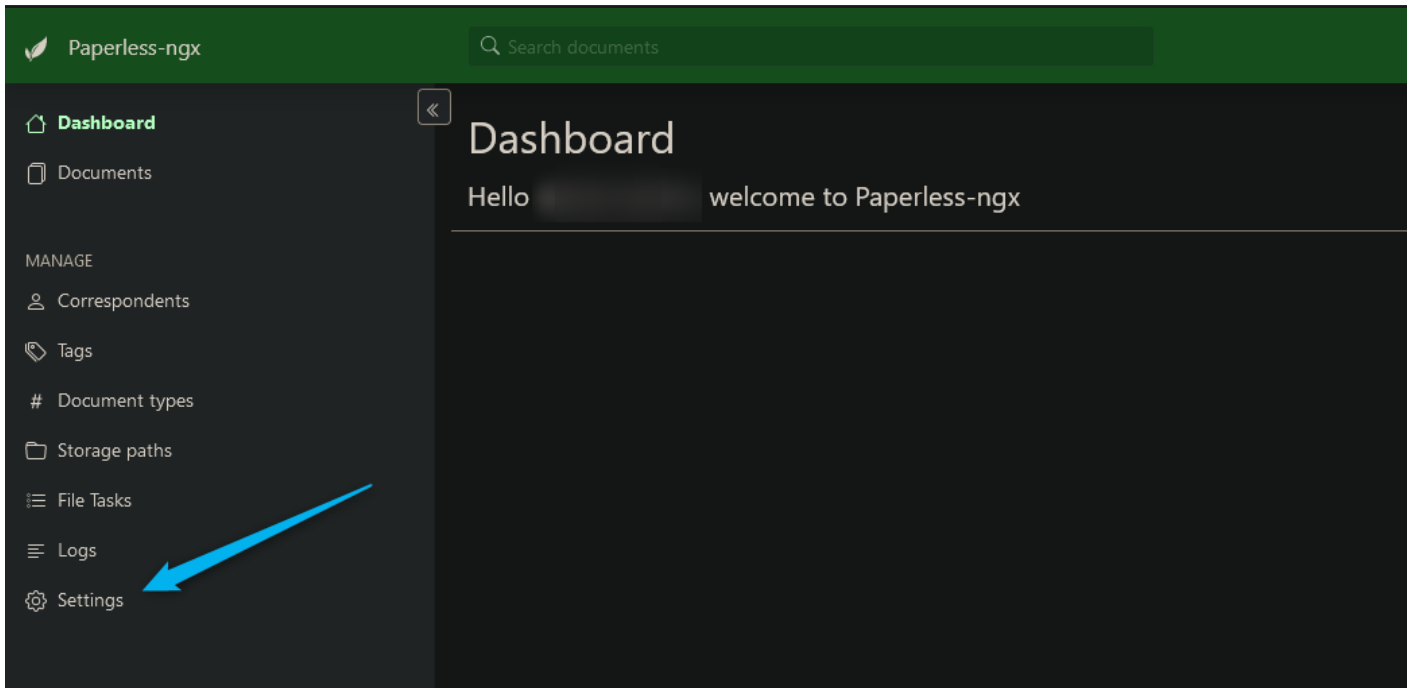 Paperless-ngx
Search documents
Dashboard
Documents
MANAGE
Correspondents
Tags
# Document types
Storage paths
File Tasks
Logs
Settings
Dashboard
Hello welcome to Paperless-ngx